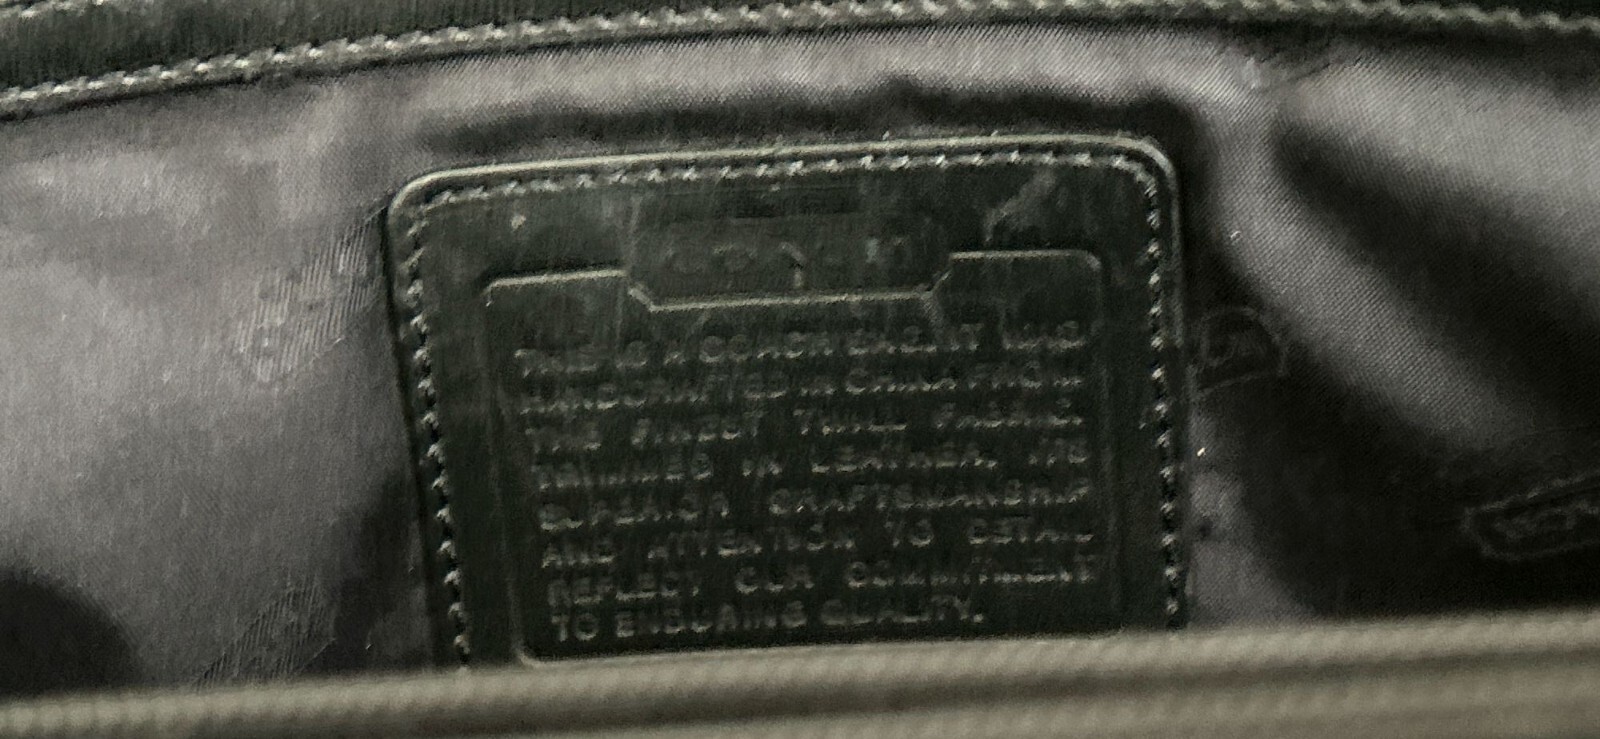 THIS IS A COACH BAG. IT WAS
HANDCRAFTED IN CHINA FROM
THE FINEST TWILL FABRIC,
TRIMMED IN LEATHER. ITS
SUPERIOR CRAFTSMANSHIP
AND ATTENTION TO DETAIL
REFLECT OUR COMMITMENT
TO ENDURING QUALITY.